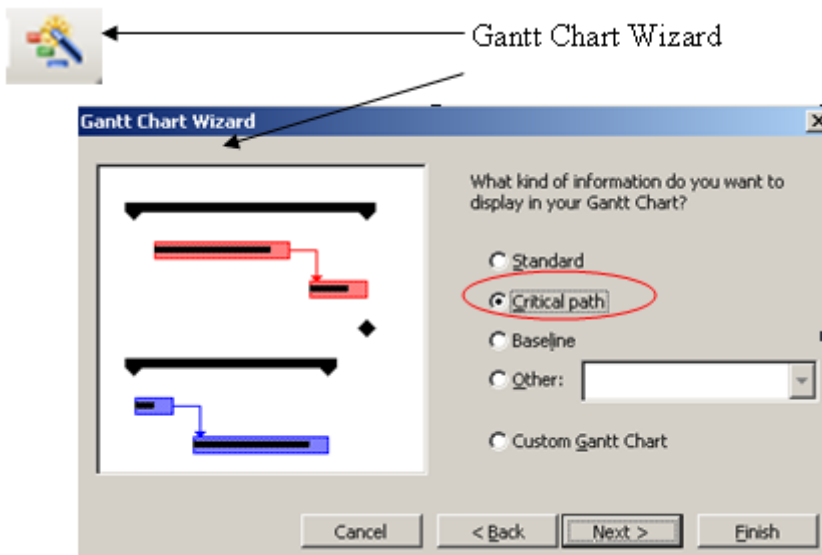 Gantt Chart Wizard
Gantt Chart Wizard
What kind of information do you want to
display in your Gantt Chart?
Standard
Critical path
Baseline
Other:
Custom Gantt Chart
Cancel
< Back
Next >
Finish